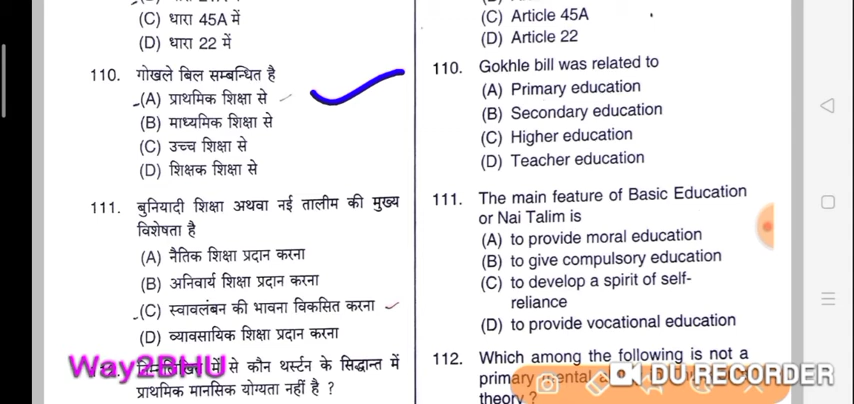 (C) धारा 45A में
(D) धारा 22 में
110. गोखले बिल सम्बन्धित है
(A) प्राथमिक शिक्षा से
(B) माध्यमिक शिक्षा से
(C) उच्च शिक्षा से
(D) शिक्षक शिक्षा से
111. बुनियादी शिक्षा अथवा नई तालीम की मुख्य
विशेषता है
(A) नैतिक शिक्षा प्रदान करना
(B) अनिवार्य शिक्षा प्रदान करना
(C) स्वावलंबन की भावना विकसित करना
(D) व्यावसायिक शिक्षा प्रदान करना
में से कौन थर्स्टन के सिद्धान्त में
प्राथमिक मानसिक योग्यता नहीं है ?
Way2BHU
(C) Article 45A
(D) Article 22
110. Gokhle bill was related to
(A) Primary education
(B) Secondary education
(C) Higher education
(D) Teacher education
111. The main feature of Basic Education
or Nai Talim is
(A) to provide moral education
(B) to give compulsory education
(C) to develop a spirit of self-
reliance
(D) to provide vocational education
112. Which among the following is not a
primary mental
theory ?
DU RECORDER